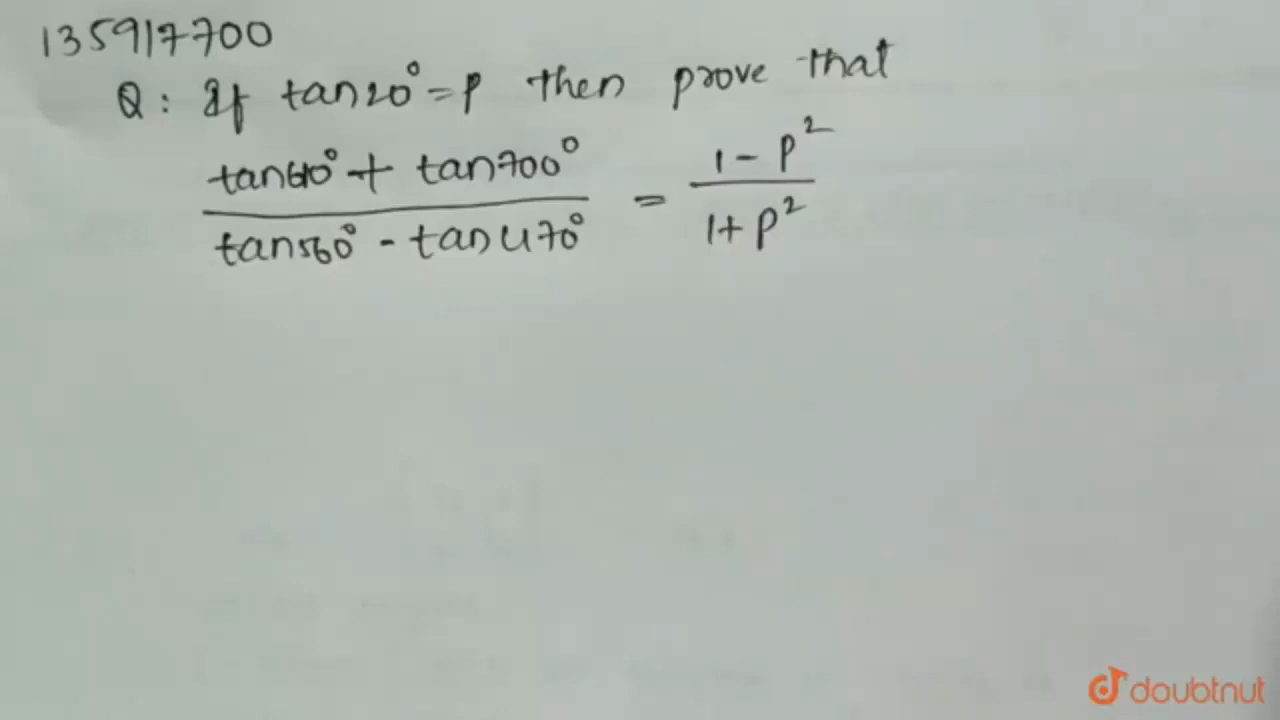 135917700
Q: If tan20° = P then prove that
tan610° + tan700° / tan560° - tan470° = 1 - P² / 1 + P²
doubtnut